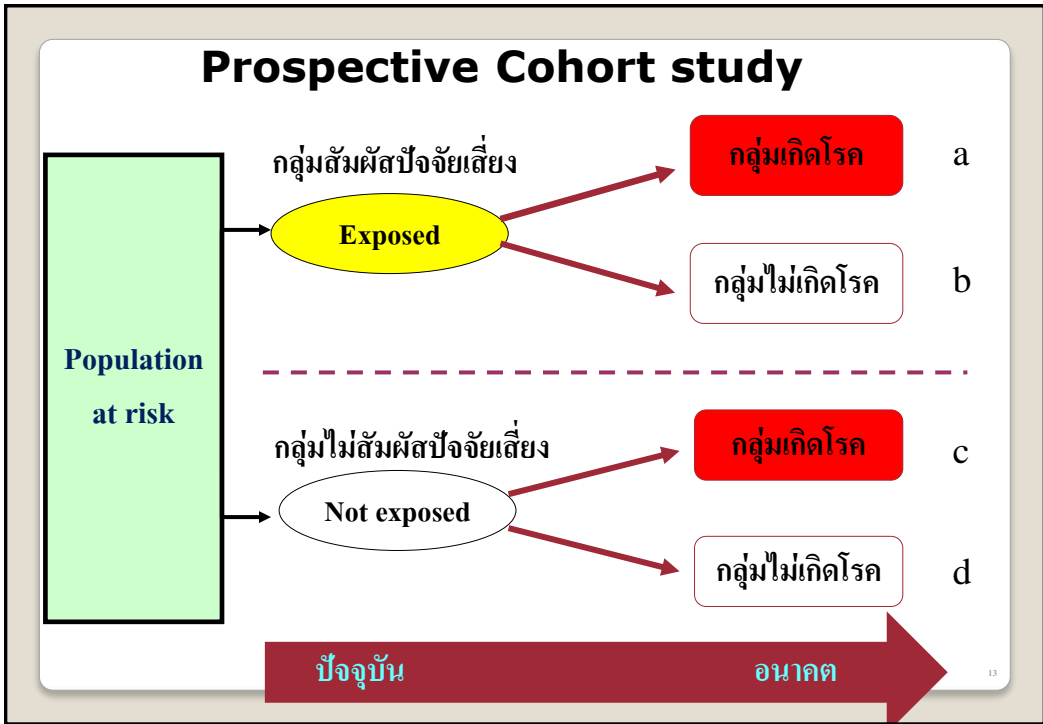 Prospective Cohort study
กลุ่มสัมผัสปัจจัยเสี่ยง
Exposed
กลุ่มเกิดโรค
a
กลุ่มไม่เกิดโรค
b
Population
at risk
กลุ่มไม่สัมผัสปัจจัยเสี่ยง
Not exposed
กลุ่มเกิดโรค
c
กลุ่มไม่เกิดโรค
d
ปัจจุบัน
อนาคต
13